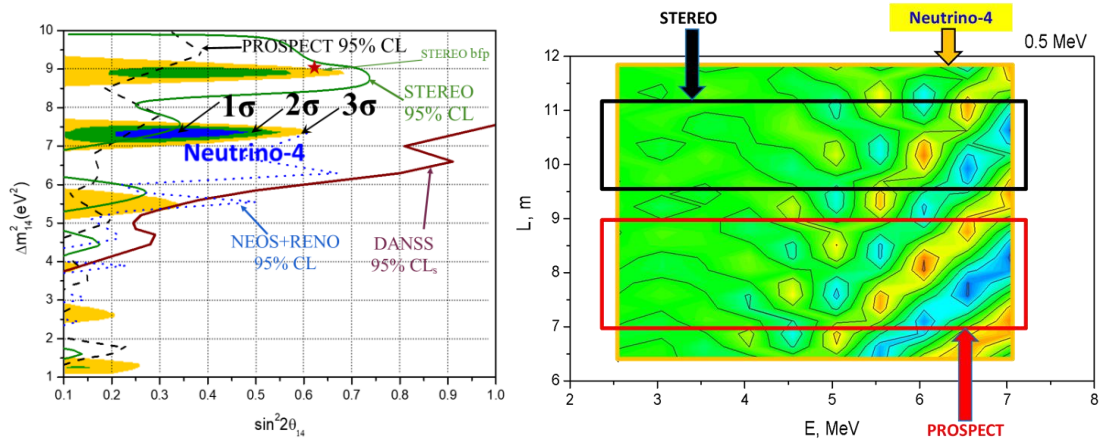 PROSPECT 95% CL
STEREO bfp
STEREO
95% CL
1σ 2σ 3σ
Neutrino-4
NEOS+RENO
95% CL
DANSS
95% CLs
10
9
8
7
6
5
4
3
2
1
Δm²14 (eV²)
0.1 0.2 0.3 0.4 0.5 0.6 0.7 0.8 0.9 1.0
sin²2θ14
STEREO
Neutrino-4
0.5 MeV
12
11
10
9
8
7
6
L, m
2 3 4 5 6 7 8
E, MeV
PROSPECT